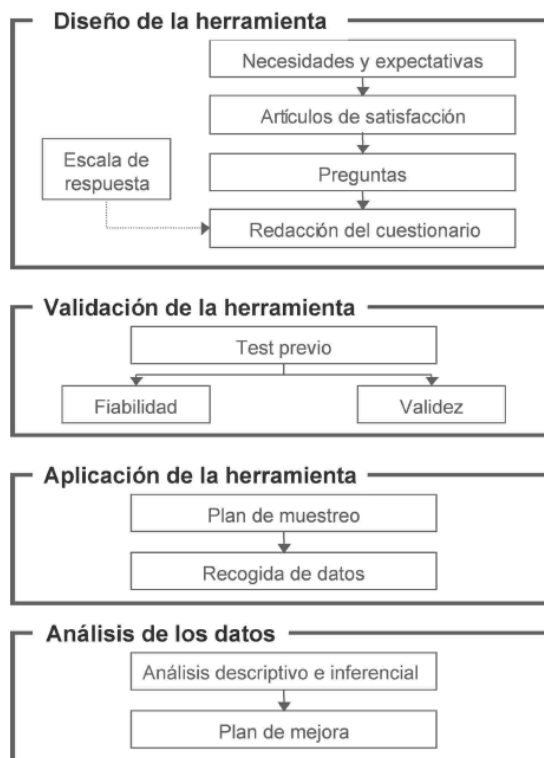 Diseño de la herramienta
Necesidades y expectativas
Artículos de satisfacción
Escala de
respuesta
Preguntas
Redacción del cuestionario
Validación de la herramienta
Test previo
Fiabilidad
Validez
Aplicación de la herramienta
Plan de muestreo
Recogida de datos
Análisis de los datos
Análisis descriptivo e inferencial
Plan de mejora